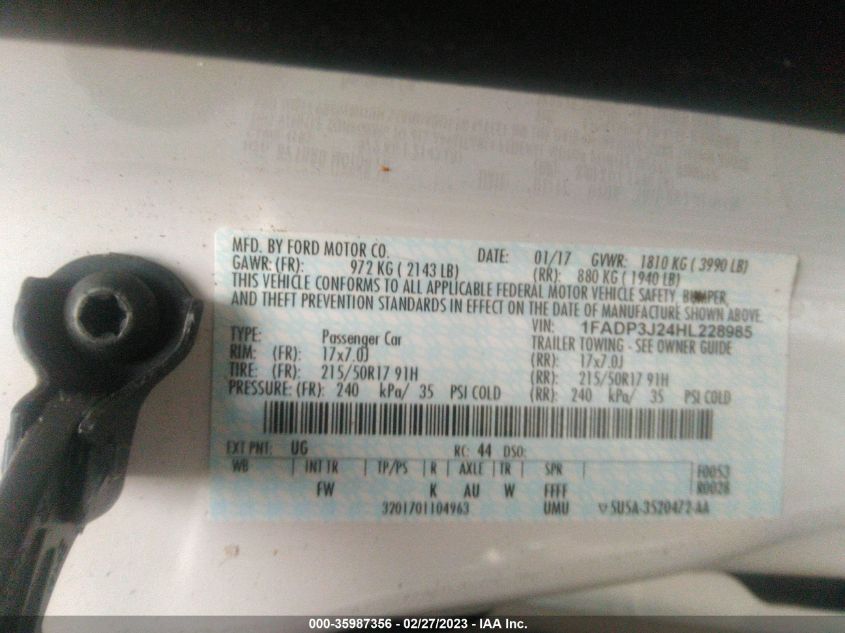 MFD. BY FORD MOTOR CO. DATE: 01/17 GVWR: 1810 KG ( 3990 LB)
GAWR: (FR): 972 KG ( 2143 LB) (RR): 880 KG ( 1940 LB)
THIS VEHICLE CONFORMS TO ALL APPLICABLE FEDERAL MOTOR VEHICLE SAFETY, BUMPER,
AND THEFT PREVENTION STANDARDS IN EFFECT ON THE DATE OF MANUFACTURE SHOWN ABOVE.
VIN: 1FADP3J24HL228985
TYPE: Passenger Car TRAILER TOWING - SEE OWNER GUIDE
RIM: (FR): 17x7.0J (RR): 17x7.0J
TIRE: (FR): 215/50R17 91H (RR): 215/50R17 91H
PRESSURE: (FR): 240 kPa/ 35 PSI COLD (RR): 240 kPa/ 35 PSI COLD
EXT PNT: UG RC: 44 DSO:
WB INT TR TP/PS R AXLE TR SPR F0053
FW K AU W FFFF R0028
3201701104963 UMU ▽5U5A-3520472-AA
000-35987356 - 02/27/2023 - IAA Inc.